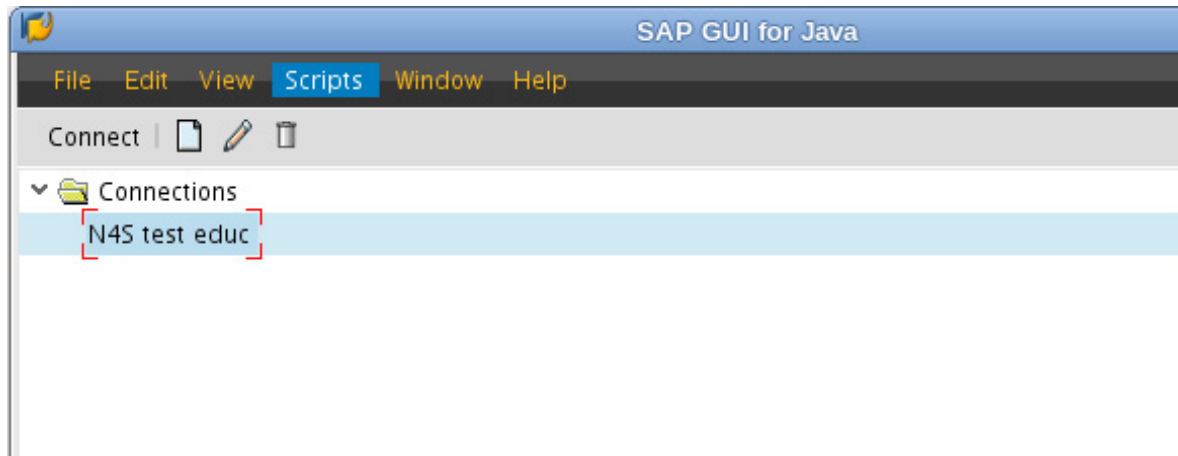 SAP GUI for Java
File Edit View Scripts Window Help
Connect
Connections
N4S test educ